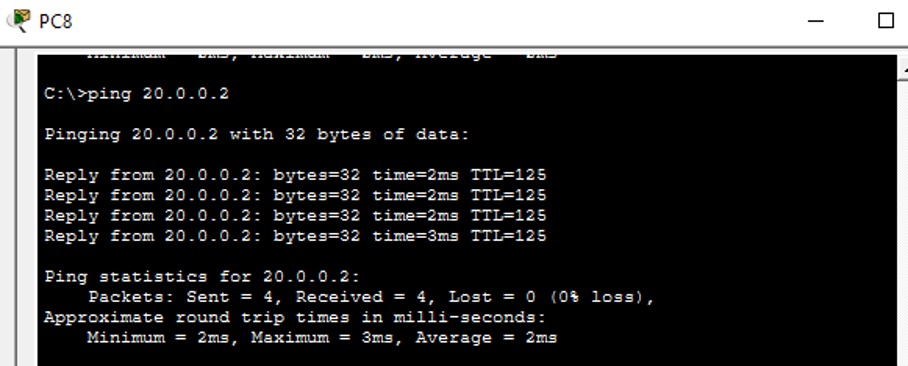 PC8
C:\>ping 20.0.0.2
Pinging 20.0.0.2 with 32 bytes of data:
Reply from 20.0.0.2: bytes=32 time=2ms TTL=125
Reply from 20.0.0.2: bytes=32 time=2ms TTL=125
Reply from 20.0.0.2: bytes=32 time=2ms TTL=125
Reply from 20.0.0.2: bytes=32 time=3ms TTL=125
Ping statistics for 20.0.0.2:
Packets: Sent = 4, Received = 4, Lost = 0 (0% loss),
Approximate round trip times in milli-seconds:
Minimum = 2ms, Maximum = 3ms, Average = 2ms